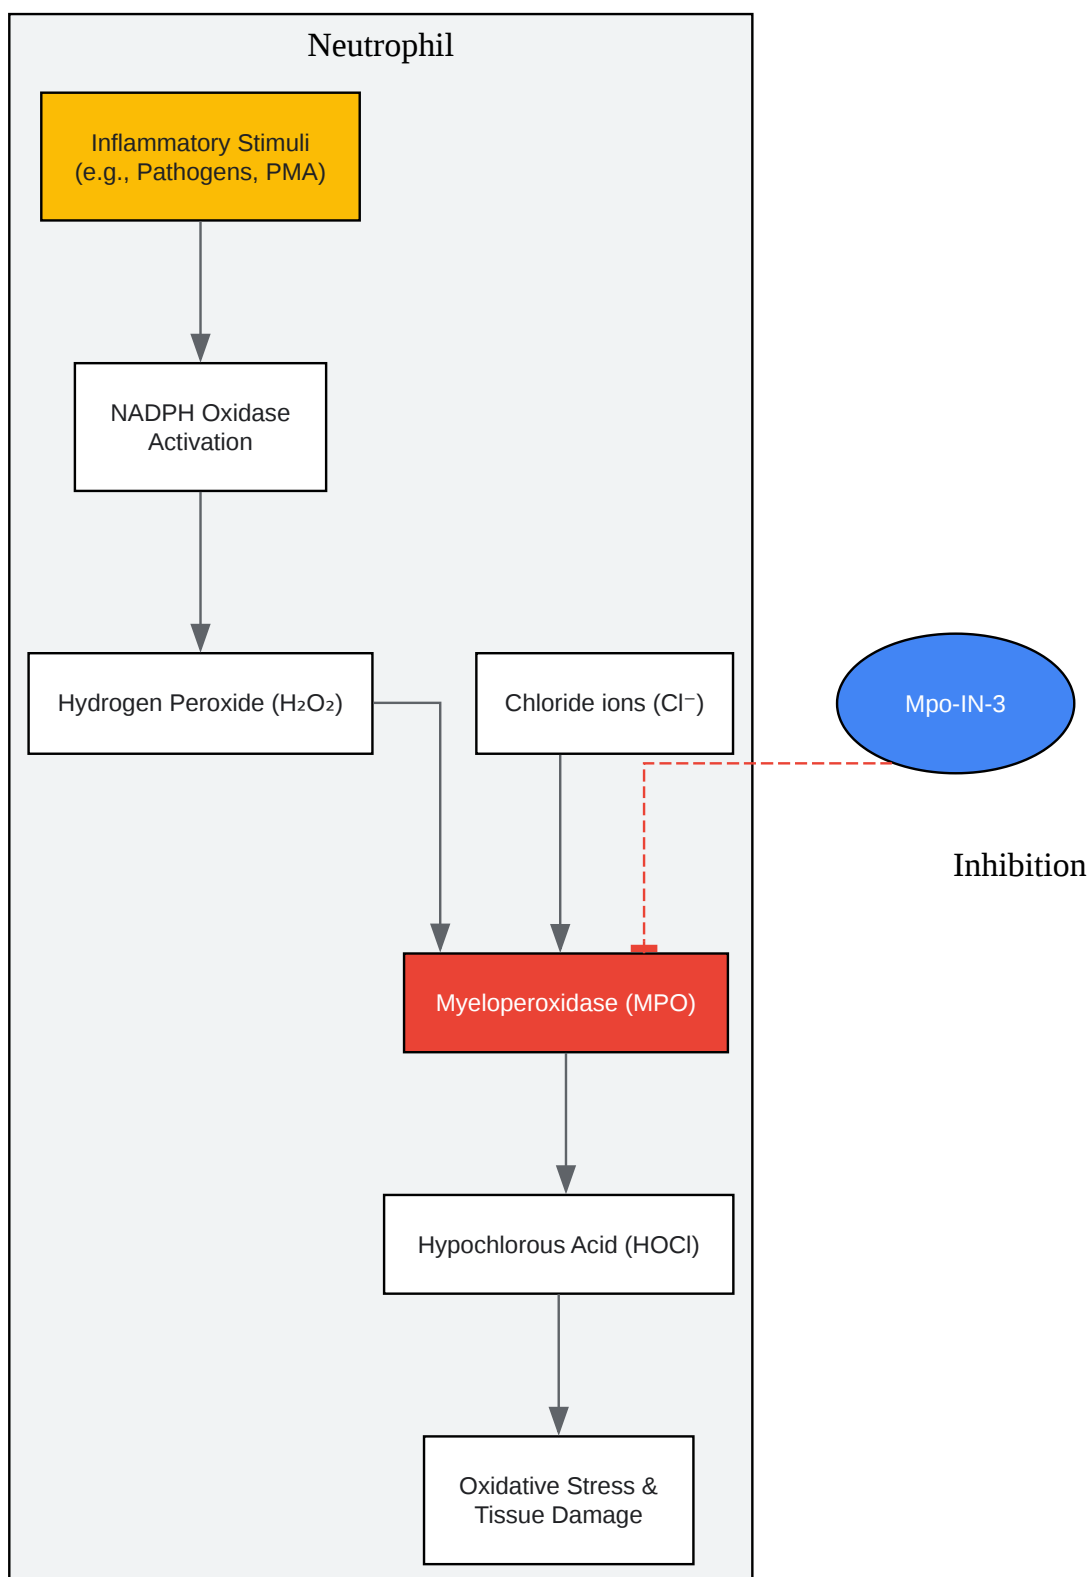 Neutrophil
Inflammatory Stimuli
(e.g., Pathogens, PMA)
NADPH Oxidase
Activation
Hydrogen Peroxide (H₂O₂)
Chloride ions (Cl⁻)
Mpo-IN-3
Inhibition
Myeloperoxidase (MPO)
Hypochlorous Acid (HOCl)
Oxidative Stress &
Tissue Damage